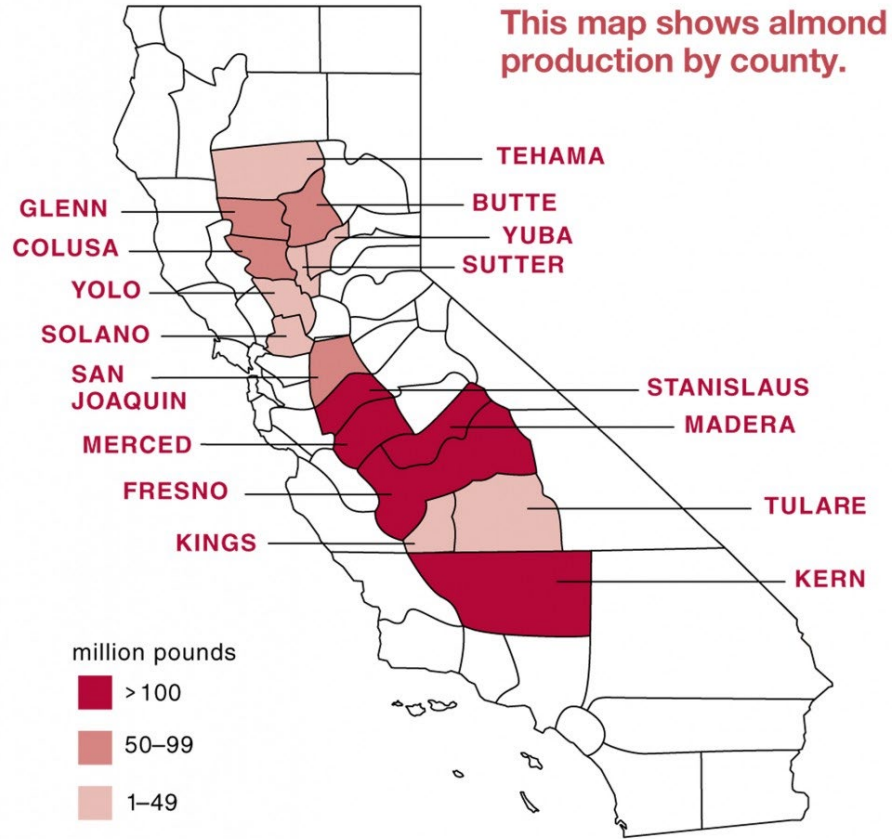 This map shows almond
production by county.
TEHAMA
BUTTE
GLENN
YUBA
COLUSA
SUTTER
YOLO
SOLANO
SAN
JOAQUIN
STANISLAUS
MADERA
MERCED
FRESNO
TULARE
KINGS
KERN
million pounds
>100
50–99
1–49